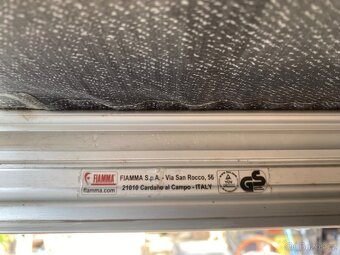 FIAMMA
fiamma.com
FIAMMA S.p.A. - Via San Rocco, 56
21010 Cardano al Campo - ITALY
GS